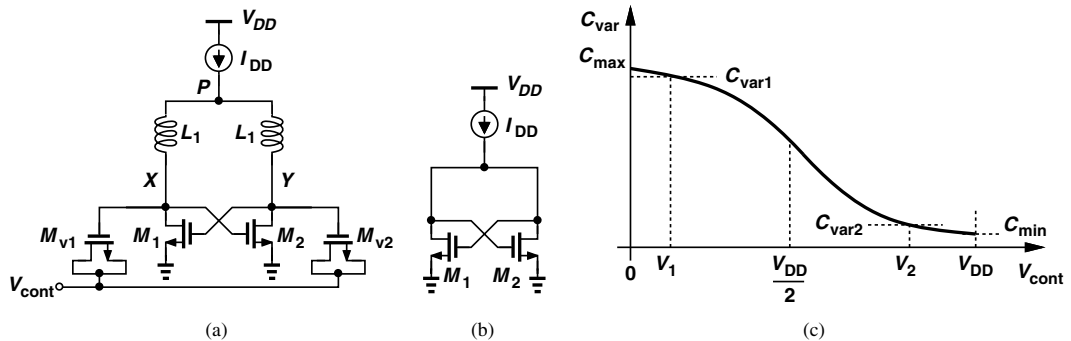 V_DD
I_DD
P
L_1
L_1
X
Y
M_v1
M_1
M_2
M_v2
V_cont
(a)
V_DD
I_DD
M_1
M_2
(b)
C_var
C_max
C_var1
C_var2
C_min
0
V_1
V_DD
2
V_2
V_DD
V_cont
(c)